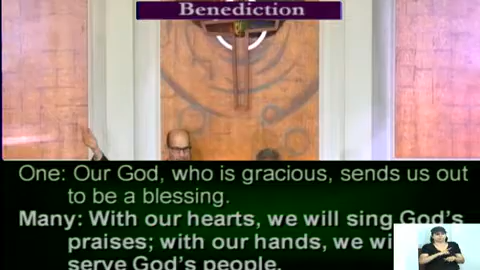 Benediction
One: Our God, who is gracious, sends us out
to be a blessing.
Many: With our hearts, we will sing God's
praises; with our hands, we
serve God's people.